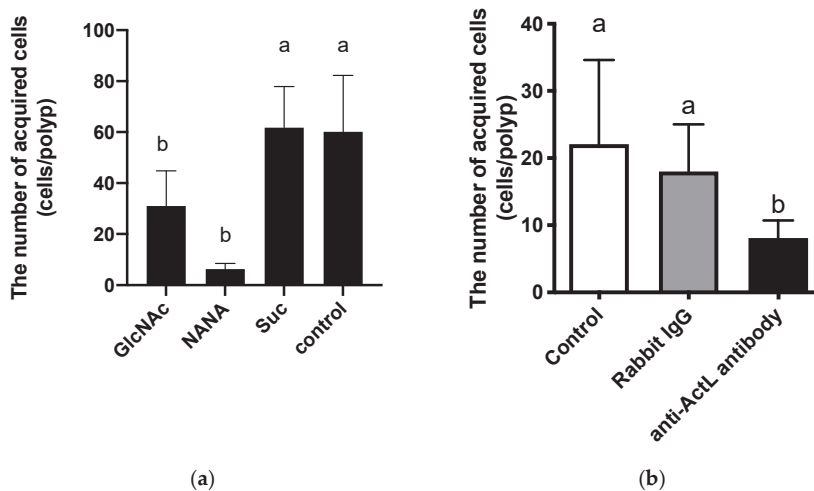 The number of acquired cells
(cells/polyp)
100
80
60
40
20
0
b
b
a
a
GlcNAc
NANA
Suc
control
(a)
The number of acquired cells
(cells/polyp)
40
30
20
10
0
a
a
b
Control
Rabbit IgG
anti-ActL antibody
(b)